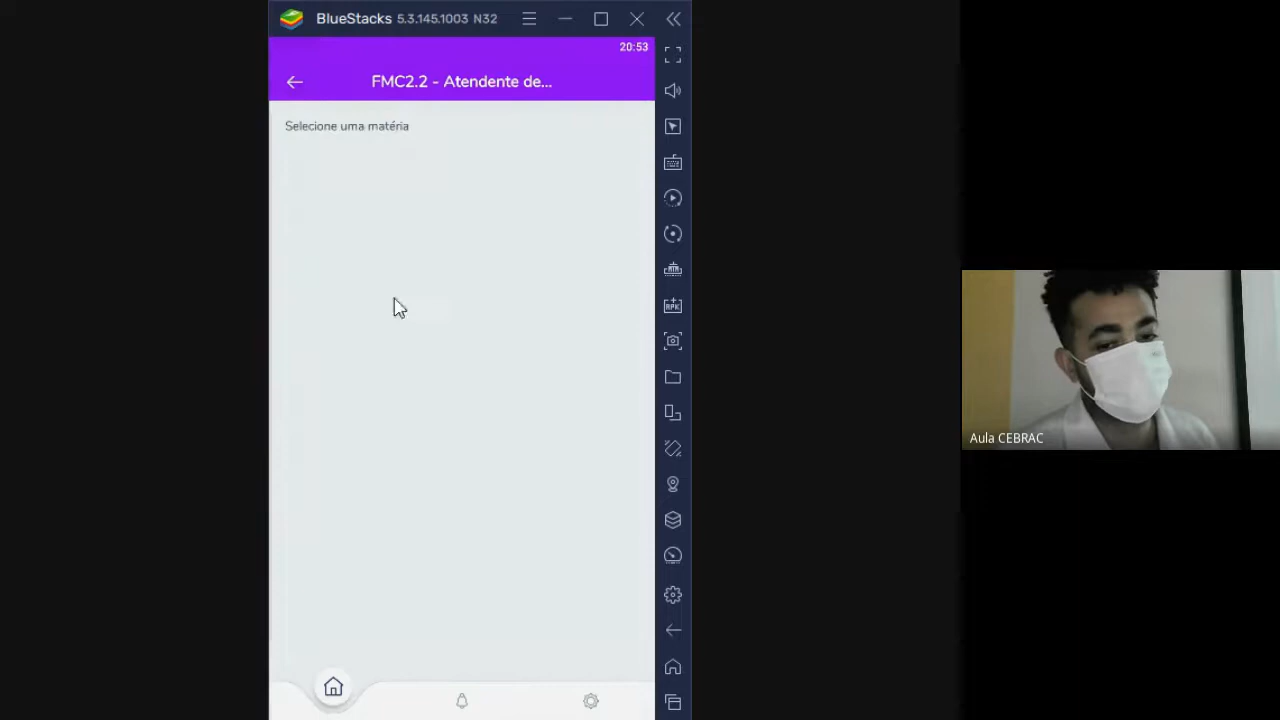 BlueStacks 5.3.145.1003 N32
20:53
FMC2.2 - Atendente de...
Selecione uma matéria
Aula CEBRAC